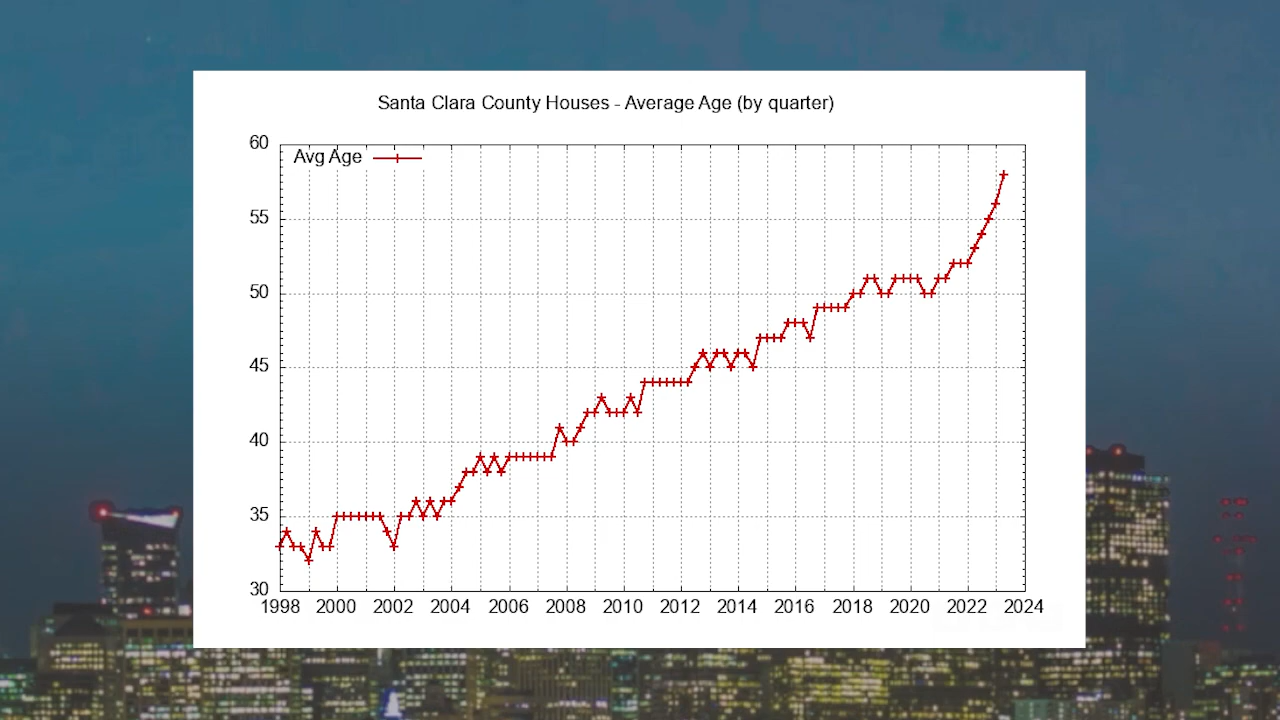 Santa Clara County Houses - Average Age (by quarter)
60
Avg Age
55
50
45
40
35
30
1998 2000 2002 2004 2006 2008 2010 2012 2014 2016 2018 2020 2022 2024